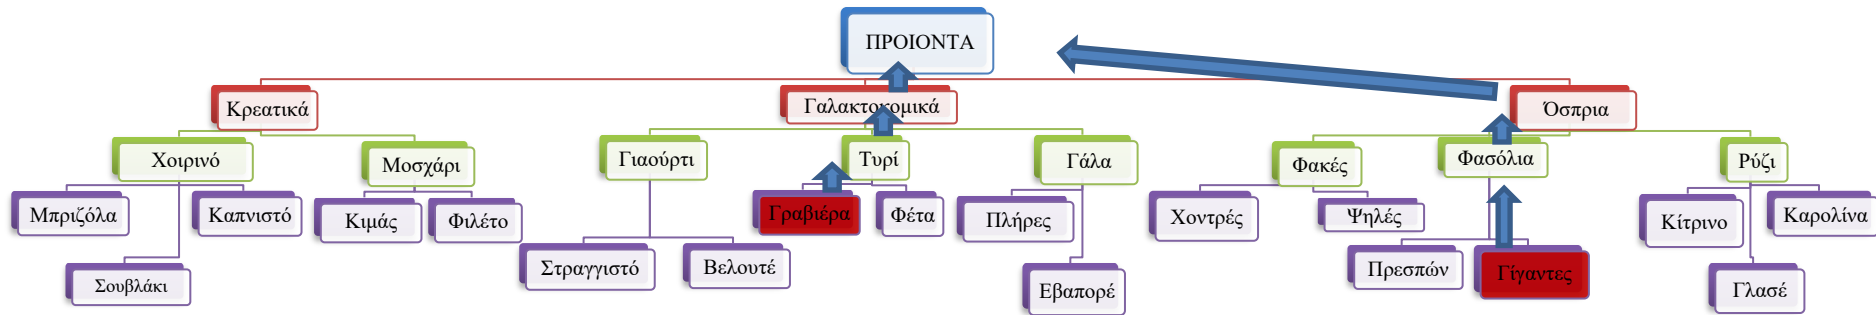 ΠΡΟΙΟΝΤΑ
Κρεατικά
Γαλακτοκομικά
Όσπρια
Χοιρινό
Μοσχάρι
Γιαούρτι
Τυρί
Γάλα
Φακές
Φασόλια
Ρύζι
Μπριζόλα
Καπνιστό
Κιμάς
Φιλέτο
Γραβιέρα
Φέτα
Πλήρες
Χοντρές
Ψηλές
Κίτρινο
Καρολίνα
Σουβλάκι
Στραγγιστό
Βελουτέ
Εβαπορέ
Πρεσπών
Γίγαντες
Γλασέ